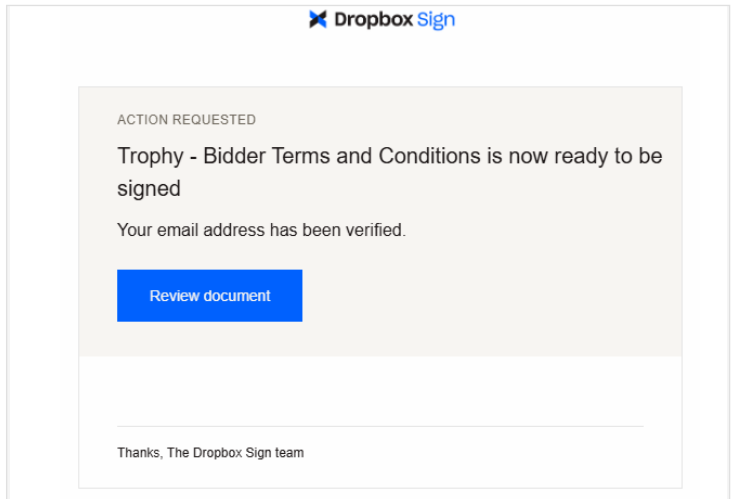 Dropbox Sign
ACTION REQUESTED
Trophy - Bidder Terms and Conditions is now ready to be
signed
Your email address has been verified.
Review document
Thanks, The Dropbox Sign team